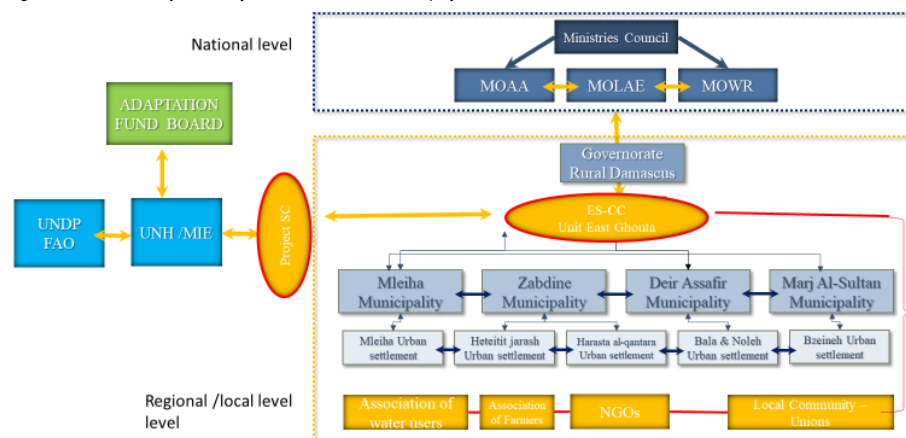 National level
Ministries Council
MOAA
MOLAE
MOWR
ADAPTATION
FUND BOARD
Governorate
Rural Damascus
UNDP
FAO
UNH /MIE
Project SC
ES-CC
Unit East Ghouta
Mleiha
Municipality
Zabdine
Municipality
Deir Assafir
Municipality
Marj Al-Sultan
Municipality
Mleiha Urban
settlement
Heteitit jarash
Urban settlement
Harasta al-qantara
Urban settlement
Bala & Noleh
Urban settlement
Bzeineh Urban
settlement
Regional /local level
level
Association of
water users
Association
of Farmers
NGOs
Local Community –
Unions